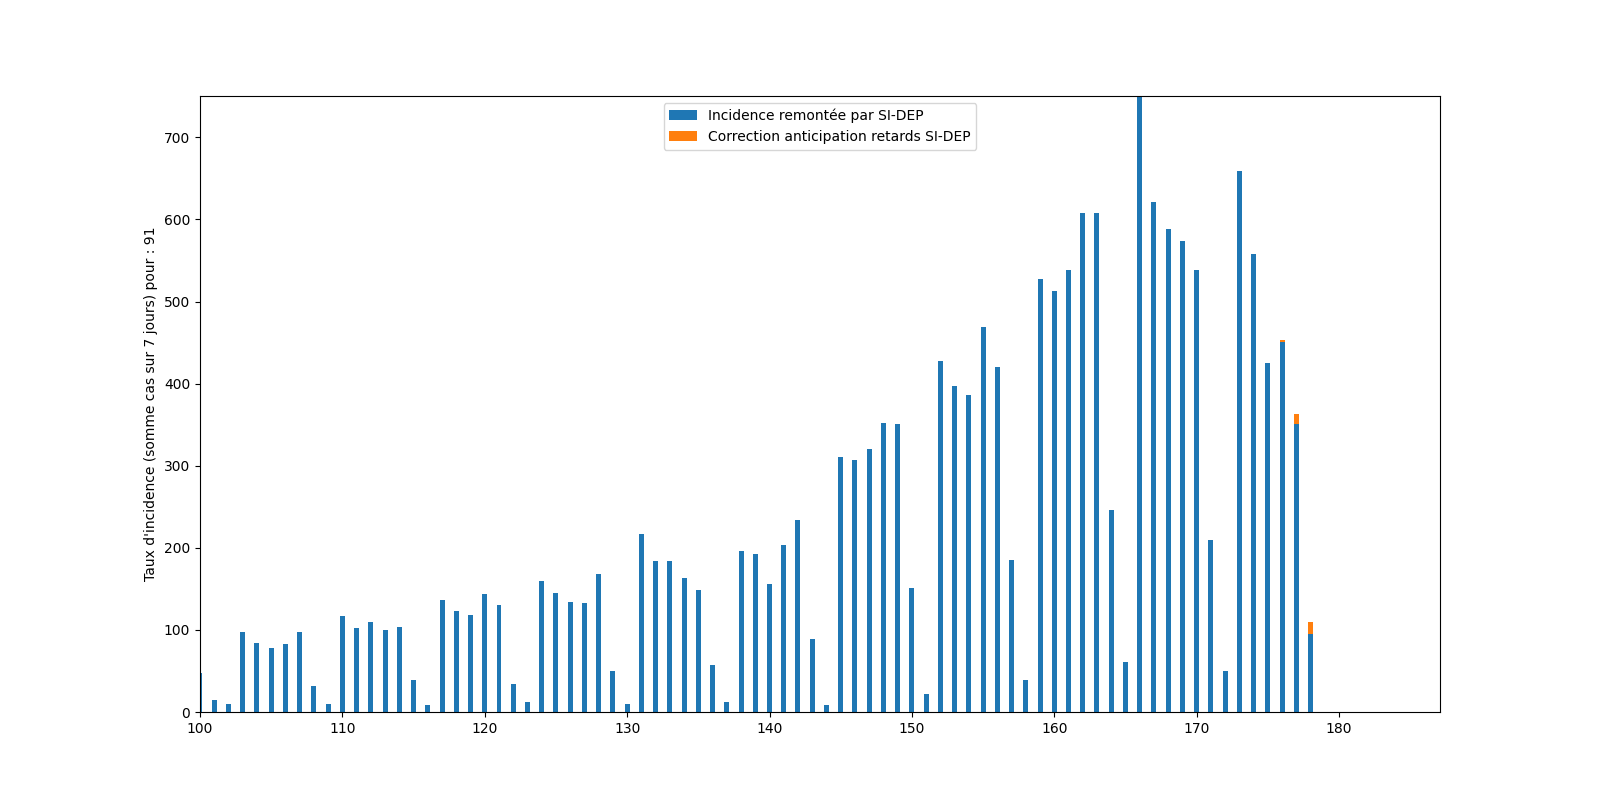 Incidence remontée par SI-DEP
Correction anticipation retards SI-DEP
Taux d'incidence (somme cas sur 7 jours) pour : 91
700
600
500
400
300
200
100
0
100 110 120 130 140 150 160 170 180